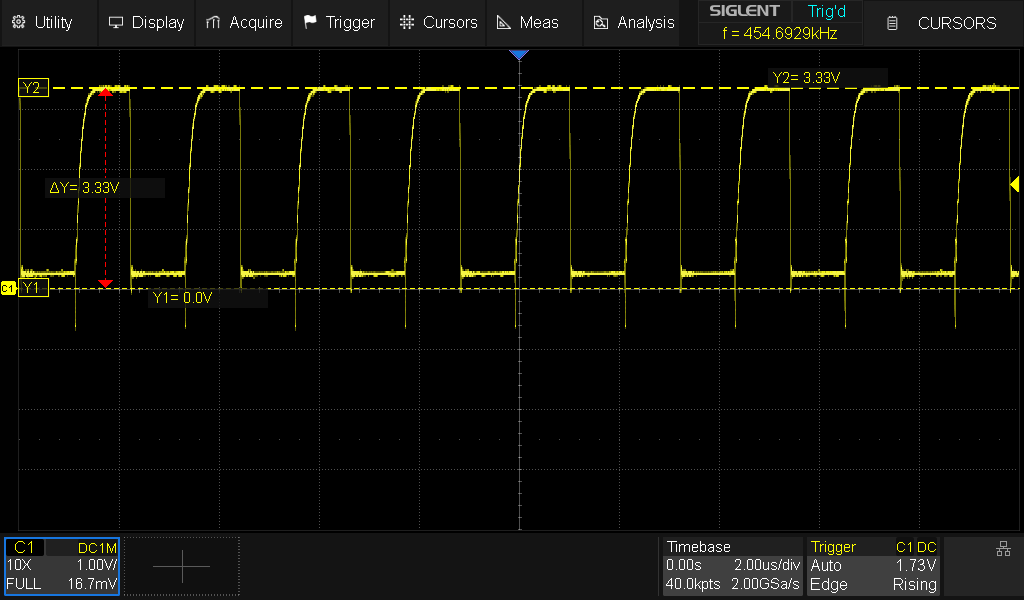 Utility Display Acquire Trigger Cursors Meas Analysis SIGLENT Trig'd CURSORS
f = 454.6929kHz
Y2 Y2= 3.33V
ΔY= 3.33V
C1 Y1
Y1= 0.0V
C1 DC1M
10X 1.00V/
FULL 16.7mV
Timebase
0.00s 2.00us/div
40.0kpts 2.00GSa/s
Trigger C1 DC
Auto 1.73V
Edge Rising